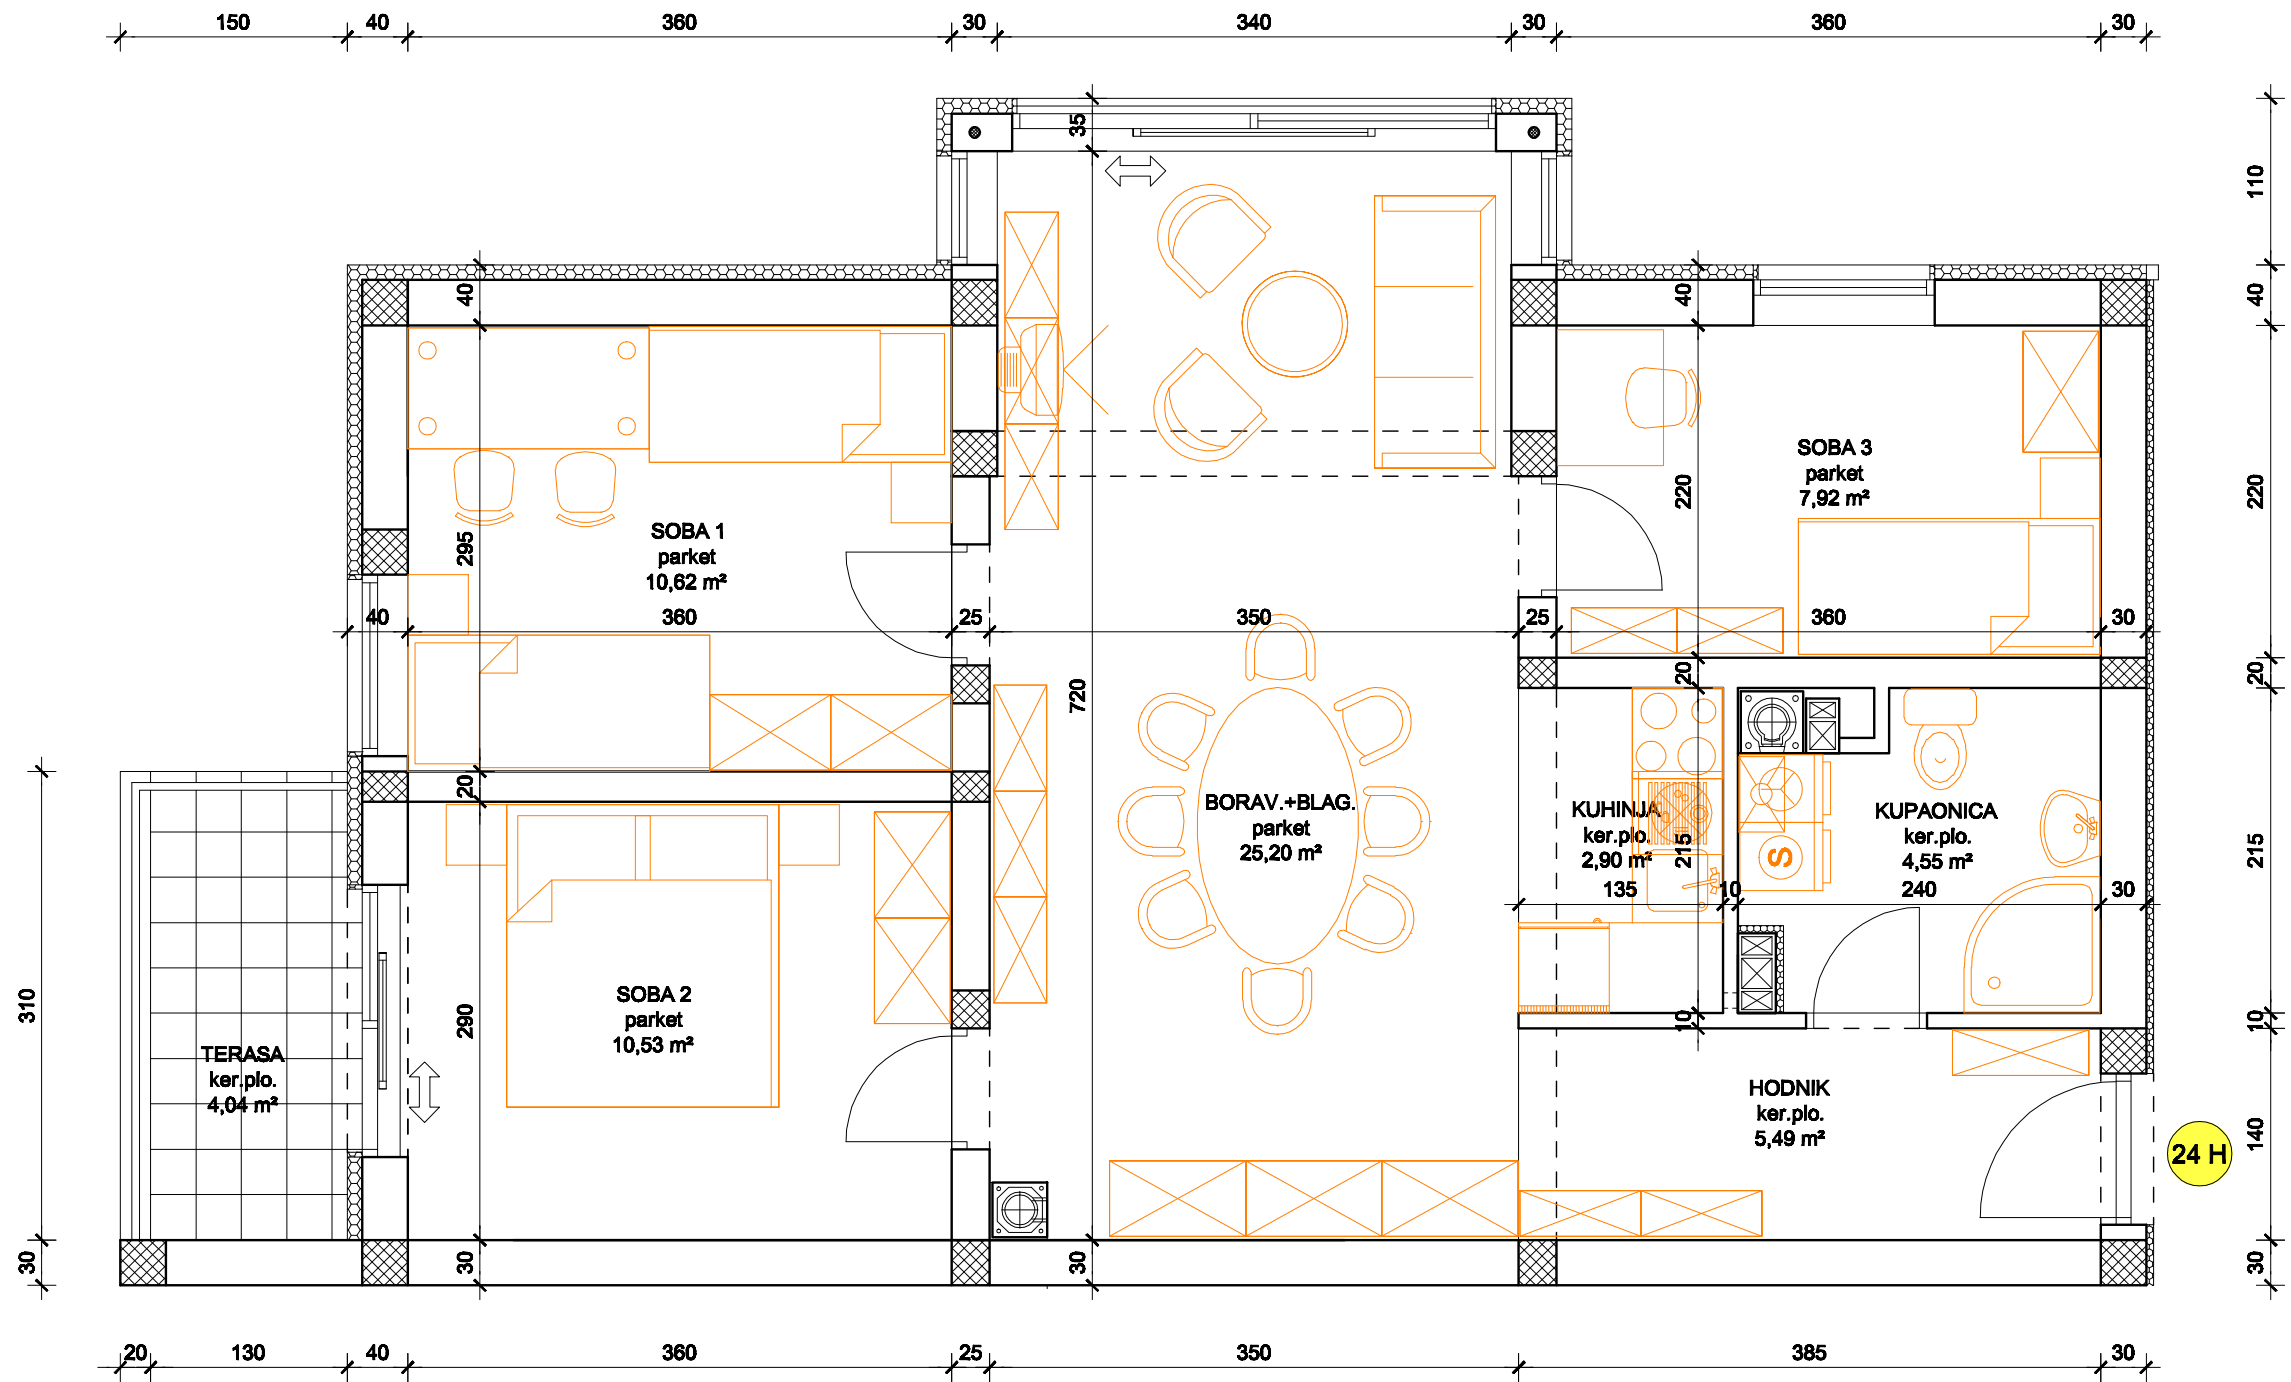 150 40 360 30 340 30 360 30
35
110
40
40
40
SOBA 1
parket
10,62 m²
295
SOBA 3
parket
7,92 m²
220
220
40 360 25 350 25 360 30
720
20
20
20
BORAV.+BLAG.
parket
25,20 m²
KUHINJA
ker.plo.
2,90 m²
215
KUPAONICA
ker.plo.
4,55 m²
215
S
135 10 240 30
SOBA 2
parket
10,53 m²
290
310
TERASA
ker.plo.
4,04 m²
10
10
HODNIK
ker.plo.
5,49 m²
140
24 H
30
30
30
30
20 130 40 360 25 350 385 30